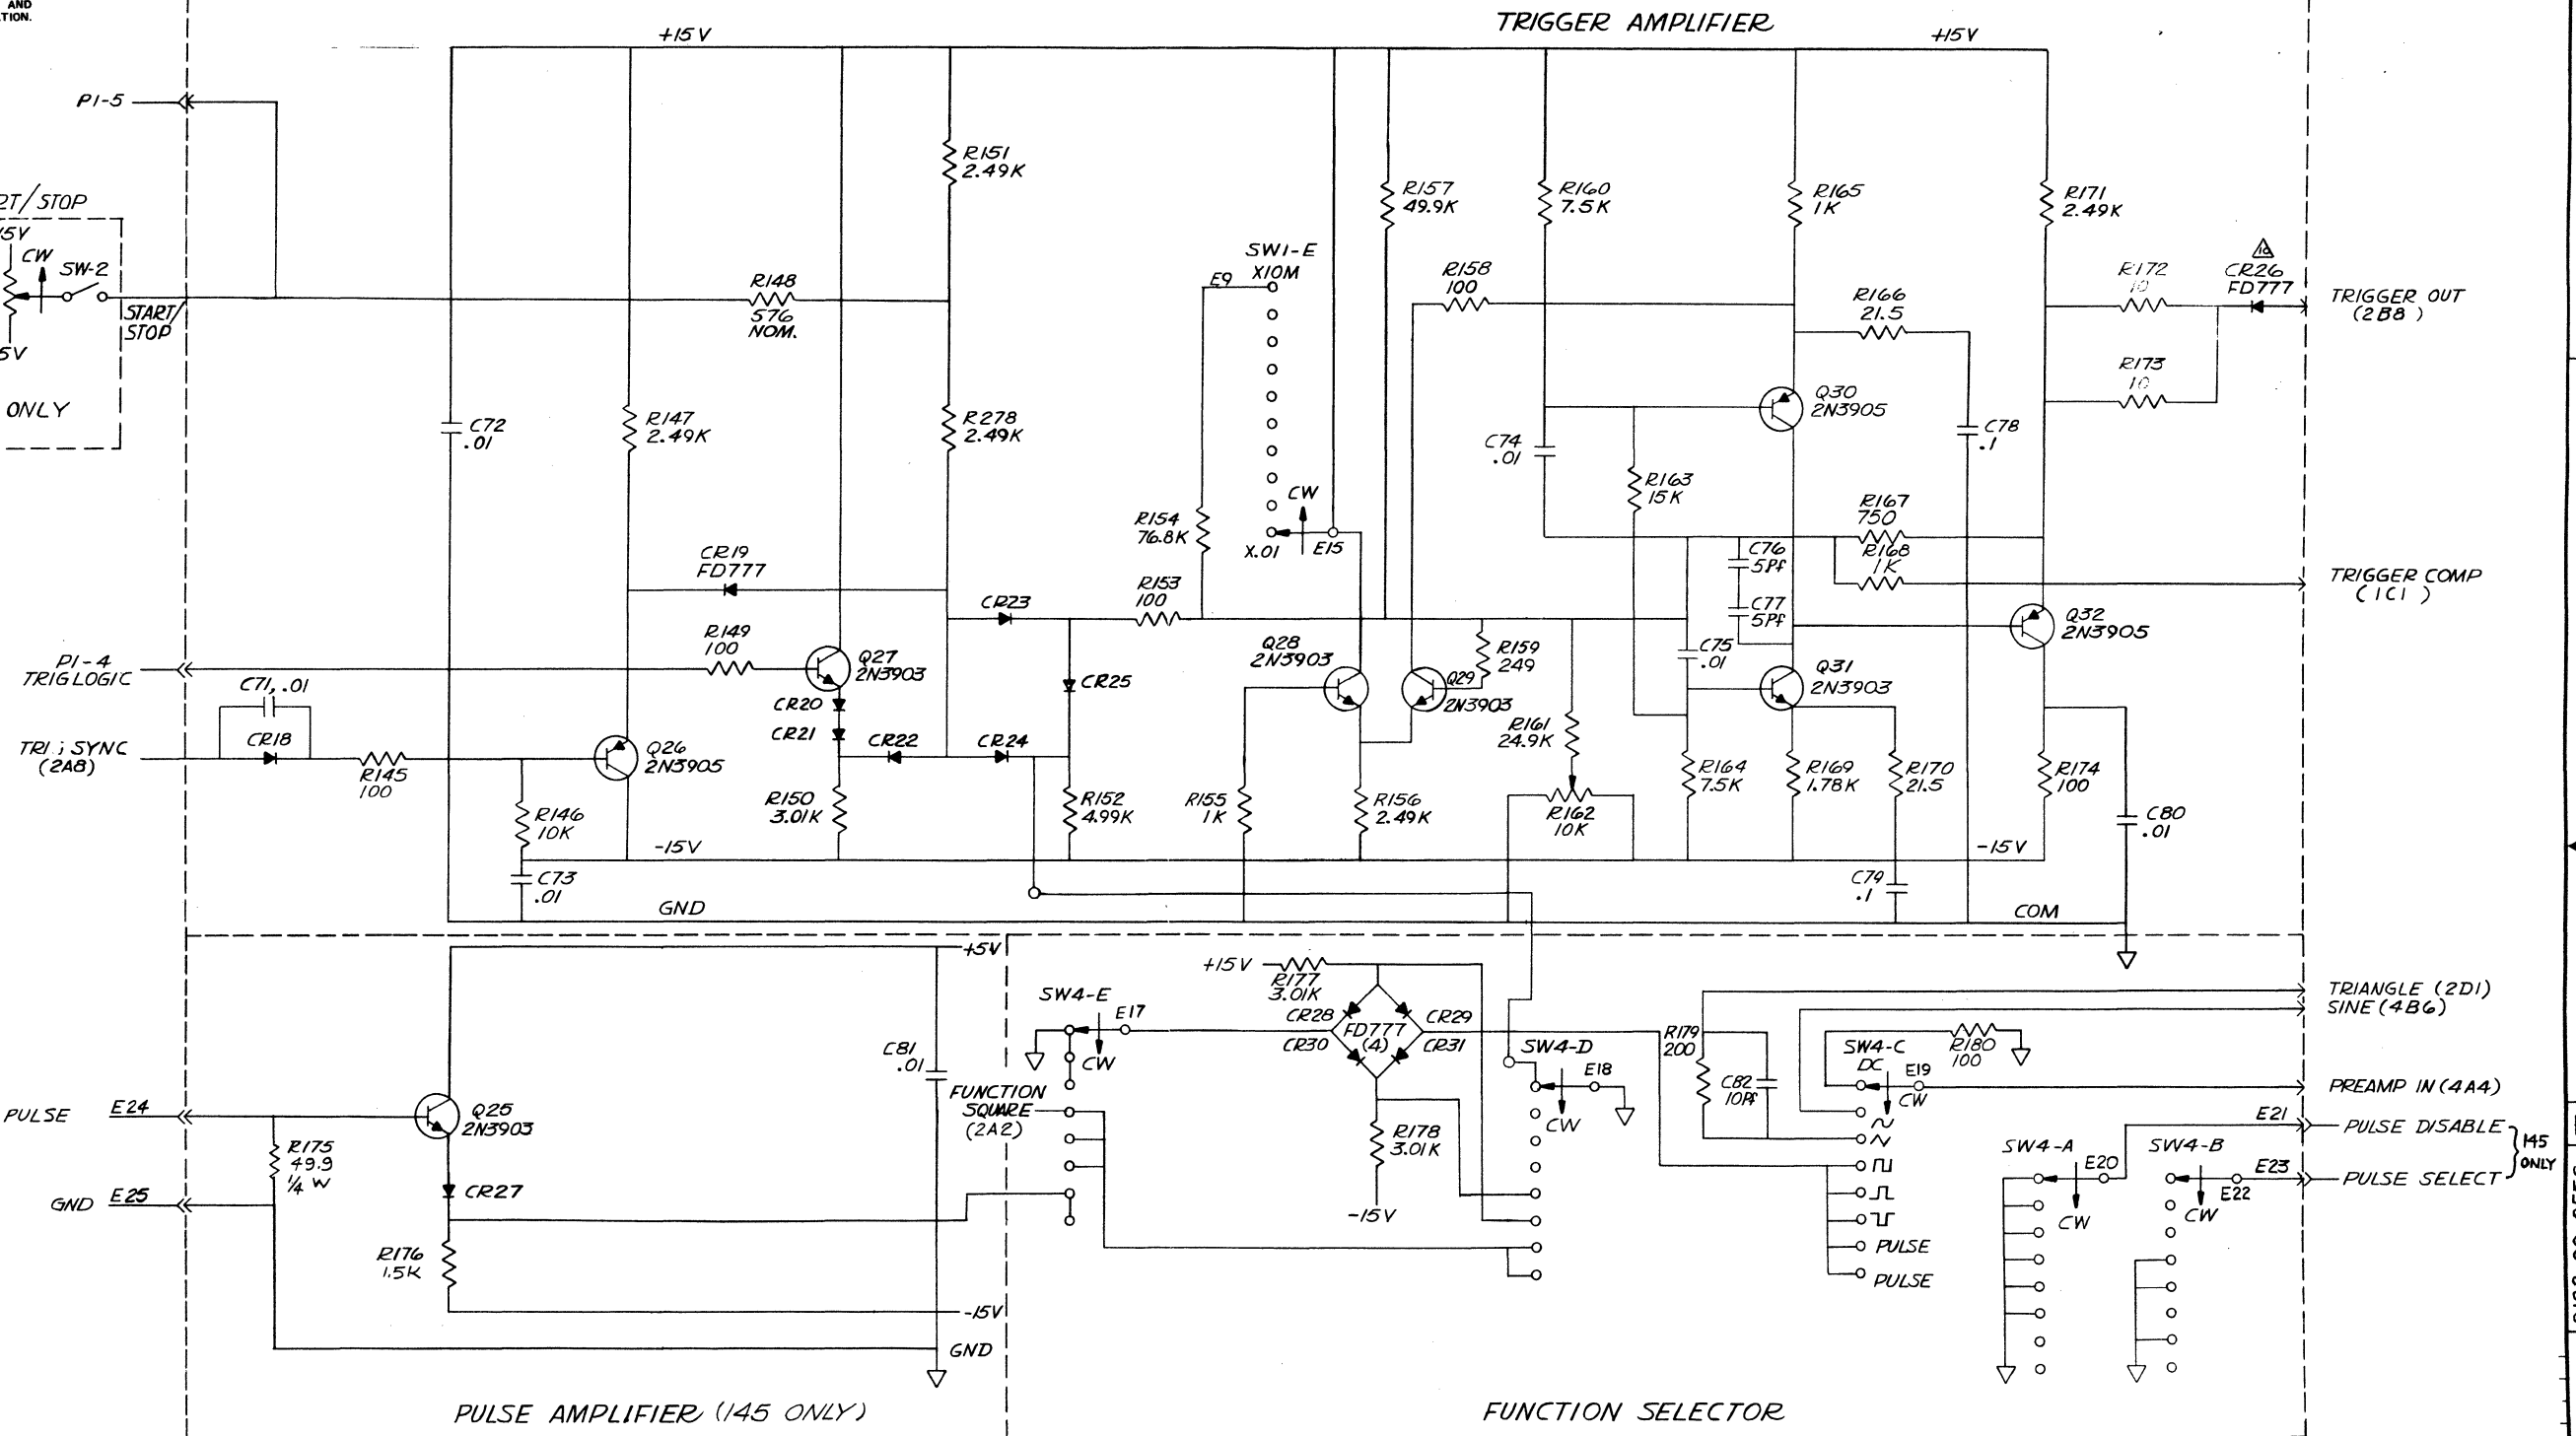 AND
TION.
TRIGGER AMPLIFIER
+15V
+15V
P1-5
R151
2.49K
R157
49.9K
R160
7.5K
R165
1K
R171
2.49K
RT/STOP
15V
CW
SW-2
START/
STOP
5V
ONLY
R148
576
NOM.
SW1-E
X10M
E9
R158
100
R166
21.5
R172
10
10
CR26
FD777
TRIGGER OUT
(2B8)
R173
10
C72
.01
R147
2.49K
R278
2.49K
Q30
2N3905
C74
.01
C78
.1
R163
15K
CW
R154
76.8K
X.01
E15
R167
750
R168
1K
C76
5Pf
C77
5Pf
CR19
FD777
CR23
R153
100
TRIGGER COMP
(1C1)
Q32
2N3905
R149
100
P1-4
TRIG LOGIC
Q27
2N3903
Q28
2N3903
R159
249
C75
.01
Q31
2N3903
Q29
2N3903
CR25
C71, .01
CR18
CR20
CR21
CR22
CR24
TRI ; SYNC
(2A8)
R145
100
Q26
2N3905
R161
24.9K
R146
10K
R150
3.01K
R152
4.99K
R155
1K
R156
2.49K
R162
10K
R164
7.5K
R169
1.78K
R170
21.5
R174
100
C80
.01
-15V
-15V
C73
.01
C79
.1
GND
COM
+5V
+15V
R177
3.01K
SW4-E
E17
CW
CR28
CR29
FD777
(4)
CR30
CR31
C81
.01
FUNCTION
SQUARE
(2A2)
SW4-D
E18
CW
R178
3.01K
-15V
R179
200
C82
10Pf
SW4-C
DC
E19
CW
R180
100
PULSE
PULSE
TRIANGLE (2D1)
SINE (4B6)
PREAMP IN (4A4)
E21
PULSE DISABLE
145
ONLY
SW4-A
E20
CW
SW4-B
E23
E22
CW
PULSE SELECT
PULSE
E24
Q25
2N3903
R175
49.9
1/4 W
GND
E25
CR27
R176
1.5K
-15V
GND
PULSE AMPLIFIER (145 ONLY)
FUNCTION SELECTOR